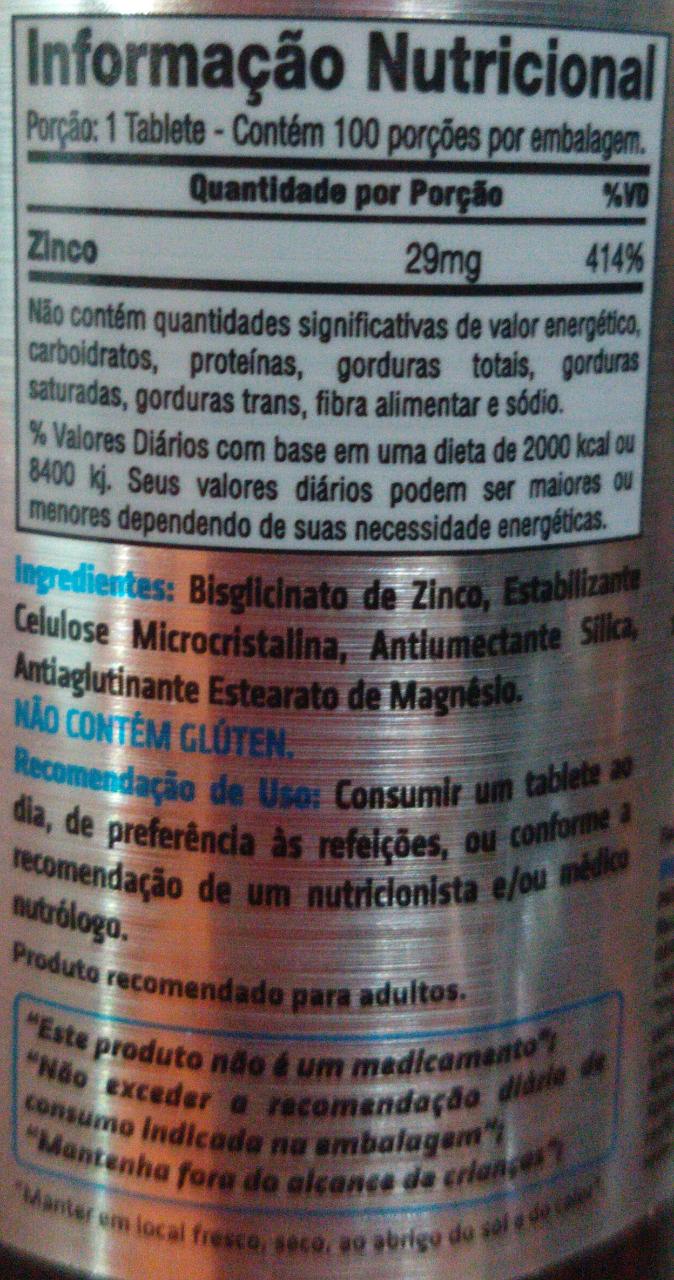 Informação Nutricional
Porção: 1 Tablete - Contém 100 porções por embalagem.
Quantidade por Porção %VD
Zinco 29mg 414%
Não contém quantidades significativas de valor energético,
carboidratos, proteínas, gorduras totais, gorduras
saturadas, gorduras trans, fibra alimentar e sódio.
% Valores Diários com base em uma dieta de 2000 kcal ou
8400 kj. Seus valores diários podem ser maiores ou
menores dependendo de suas necessidade energéticas.
Ingredientes: Bisglicinato de Zinco, Estabilizante
Celulose Microcristalina, Antiumectante Sílica,
Antiaglutinante Estearato de Magnésio.
NÃO CONTÉM GLÚTEN.
Recomendação de Uso: Consumir um tablete ao
dia, de preferência às refeições, ou conforme a
recomendação de um nutricionista e/ou médico
nutrólogo.
Produto recomendado para adultos.
"Este produto não é um medicamento";
"Não exceder a recomendação diária de
consumo indicada na embalagem";
"Mantenha fora do alcance de crianças";
"Manter em local fresco, seco, ao abrigo do sol e do calor".